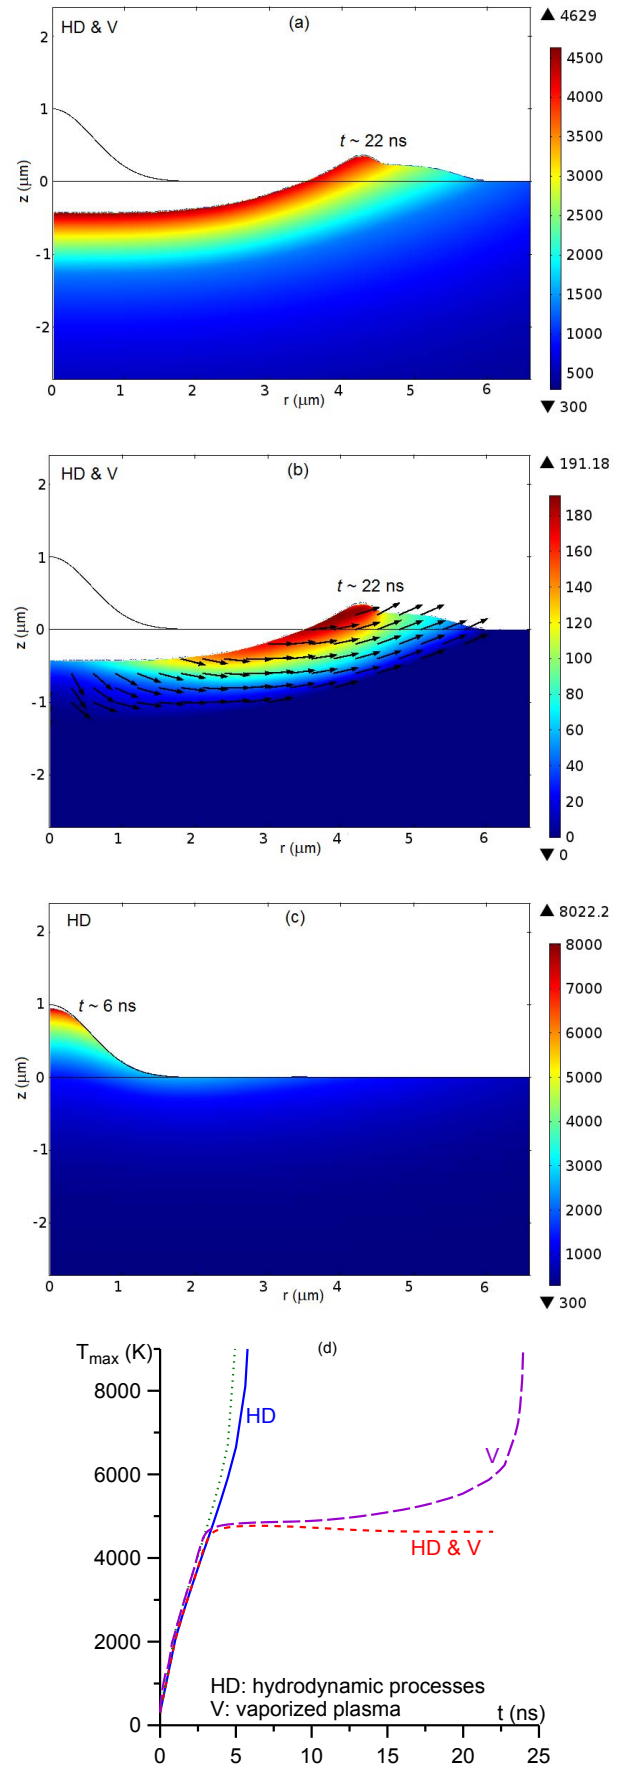 HD & V
(a)
▲ 4629
2
1
0
-1
-2
z (μm)
t ~ 22 ns
0 1 2 3 4 5 6
r (μm)
4500
4000
3500
3000
2500
2000
1500
1000
500
▼ 300
HD & V
(b)
▲ 191.18
2
1
0
-1
-2
z (μm)
t ~ 22 ns
0 1 2 3 4 5 6
r (μm)
180
160
140
120
100
80
60
40
20
0
▼ 0
HD
(c)
▲ 8022.2
2
1
0
-1
-2
z (μm)
t ~ 6 ns
0 1 2 3 4 5 6
r (μm)
8000
7000
6000
5000
4000
3000
2000
1000
▼ 300
Tmax (K)
(d)
8000
6000
4000
2000
0
HD
V
HD & V
HD: hydrodynamic processes
V: vaporized plasma
t (ns)
0 5 10 15 20 25